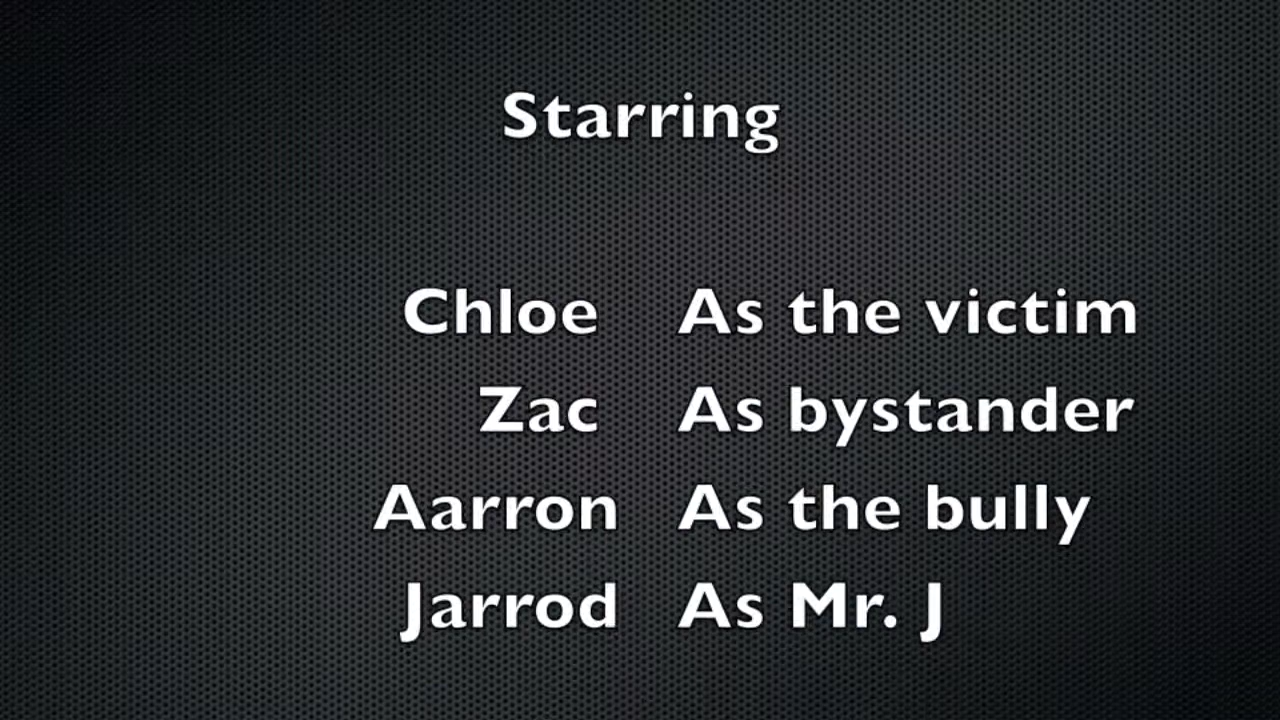 Starring
Chloe As the victim
Zac As bystander
Aarron As the bully
Jarrod As Mr. J